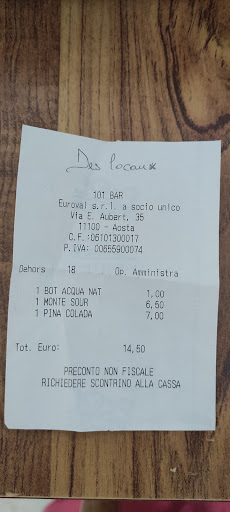 Des locaux
101 BAR
Euroval s.r.l. a socio unico
Via E. Aubert, 35
11100 - Aosta
C.F.:06101300017
P.IVA: 00655900074
Dehors 18 Op. Amministra
1 BOT ACQUA NAT 1,00
1 MONTE SOUR 6,50
1 PINA COLADA 7,00
Tot. Euro: 14,50
PRECONTO NON FISCALE
RICHIEDERE SCONTRINO ALLA CASSA